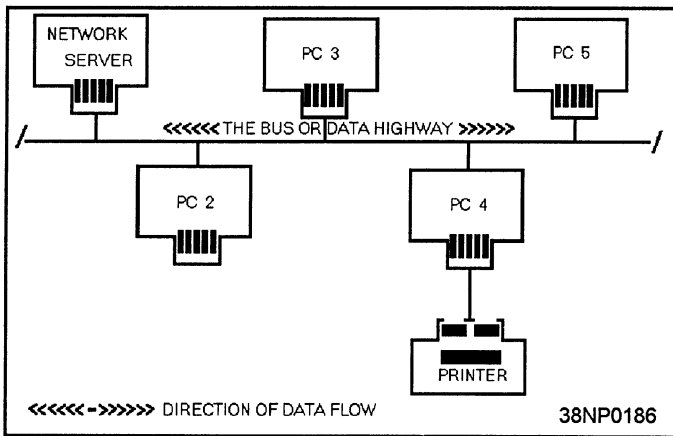 NETWORK
SERVER
PC 3
PC 5
<<<<<< THE BUS OR DATA HIGHWAY >>>>>>
PC 2
PC 4
PRINTER
<<<<<<->>>>>> DIRECTION OF DATA FLOW
38NP0186